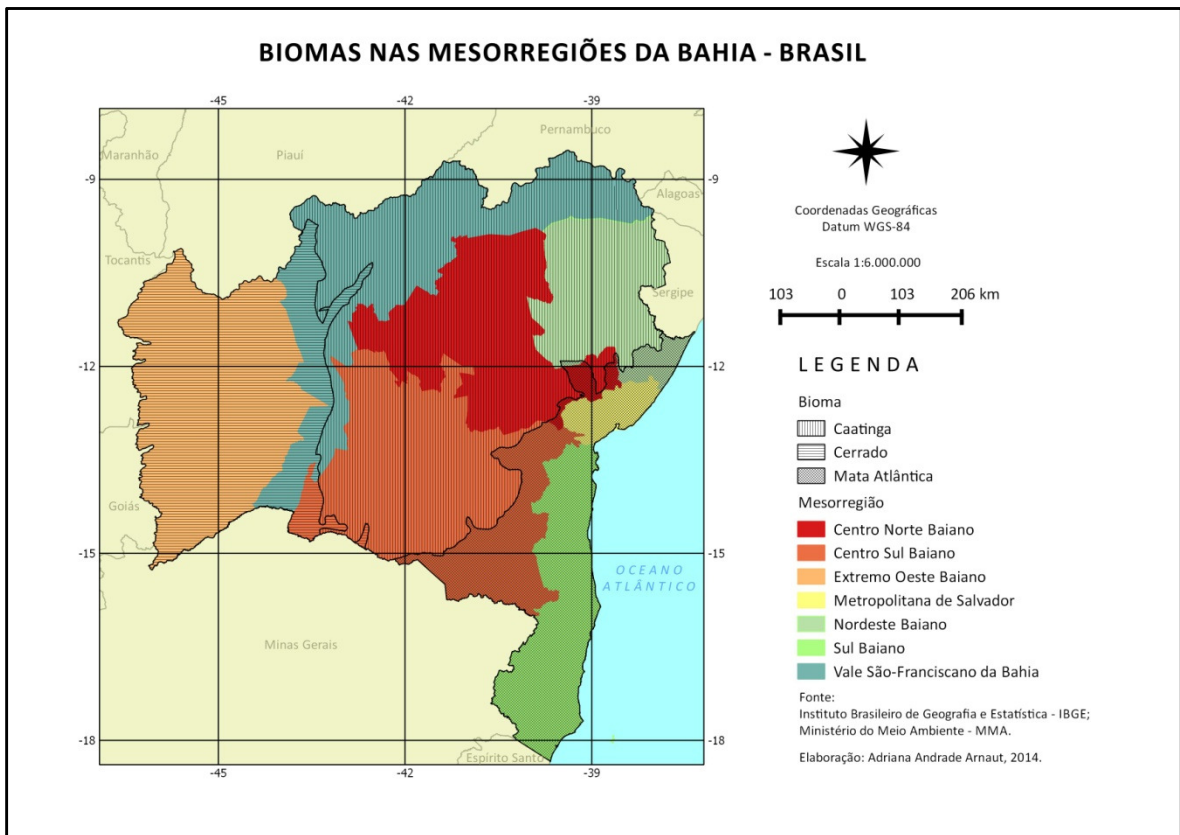 BIOMAS NAS MESORREGIÕES DA BAHIA - BRASIL
-45
-42
-39
Pernambuco
Maranhão
Piauí
-9
-9
Alagoas
Coordenadas Geográficas
Datum WGS-84
Tocantis
Escala 1:6.000.000
Sergipe
103
0
103
206 km
-12
-12
LEGENDA
Bioma
Caatinga
Cerrado
Mata Atlântica
Goiás
Mesorregião
Centro Norte Baiano
Centro Sul Baiano
Extremo Oeste Baiano
Metropolitana de Salvador
Nordeste Baiano
Sul Baiano
Vale São-Franciscano da Bahia
-15
-15
OCEANO
ATLÂNTICO
Minas Gerais
Fonte:
Instituto Brasileiro de Geografia e Estatística - IBGE;
Ministério do Meio Ambiente - MMA.
-18
-18
Espírito Santo
Elaboração: Adriana Andrade Arnaut, 2014.
-45
-42
-39